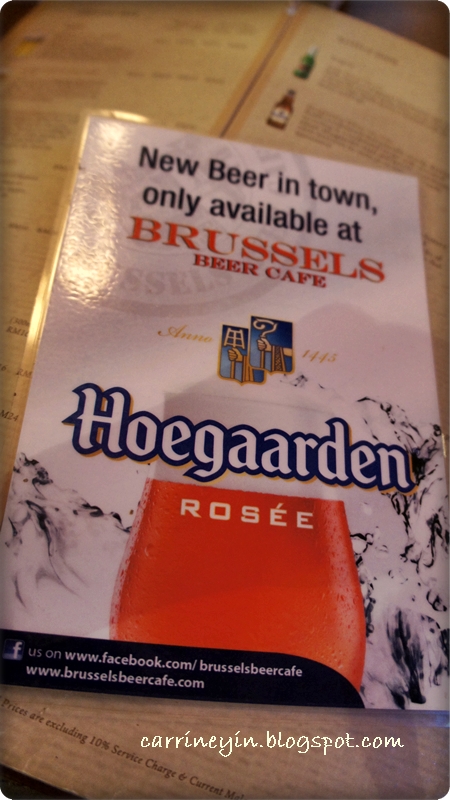 New Beer in town,
only available at
BRUSSELS
BEER CAFE
Anno 1445
Hoegaarden
ROSÉE
f us on www.facebook.com/ brusselsbeercafe
www.brusselsbeercafe.com
Prices are excluding 10% Service Charge & Current
carrineyin.blogspot.com